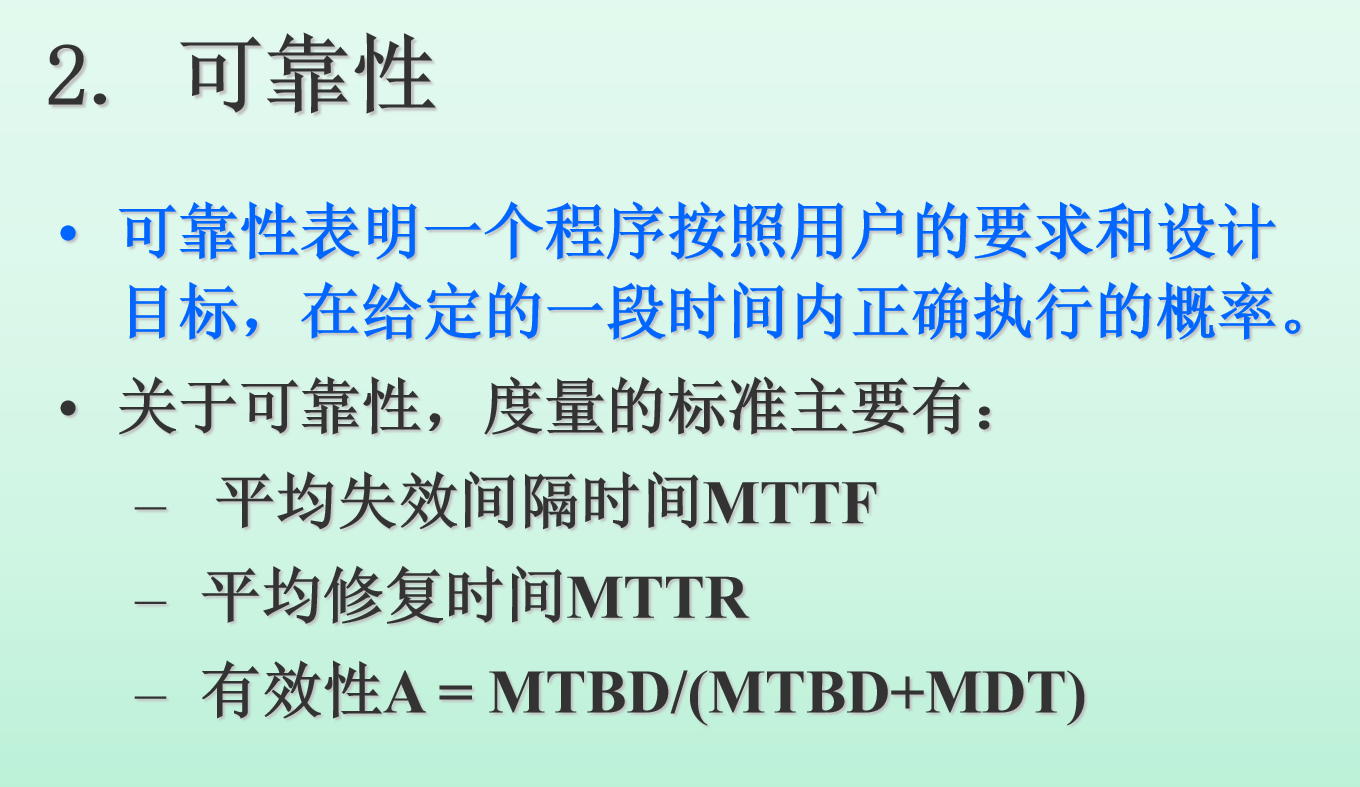 2. 可靠性
• 可靠性表明一个程序按照用户的要求和设计
目标，在给定的一段时间内正确执行的概率。
• 关于可靠性，度量的标准主要有：
– 平均失效间隔时间MTTF
– 平均修复时间MTTR
– 有效性A = MTBD/(MTBD+MDT)